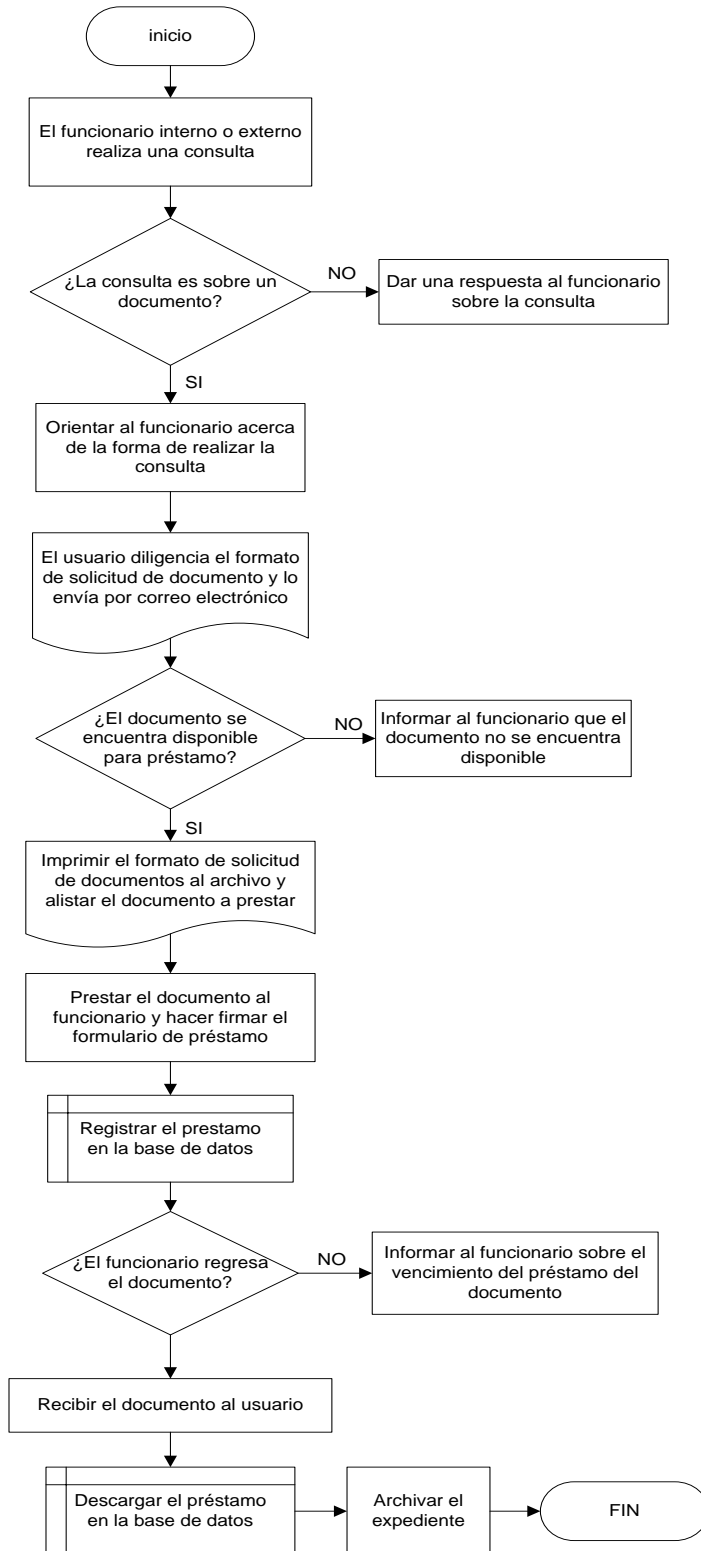 inicio
El funcionario interno o externo
realiza una consulta
¿La consulta es sobre un
documento?
NO
Dar una respuesta al funcionario
sobre la consulta
SI
Orientar al funcionario acerca
de la forma de realizar la
consulta
El usuario diligencia el formato
de solicitud de documento y lo
envía por correo electrónico
¿El documento se
encuentra disponible
para préstamo?
NO
Informar al funcionario que el
documento no se encuentra
disponible
SI
Imprimir el formato de solicitud
de documentos al archivo y
alistar el documento a prestar
Prestar el documento al
funcionario y hacer firmar el
formulario de préstamo
Registrar el prestamo
en la base de datos
¿El funcionario regresa
el documento?
NO
Informar al funcionario sobre el
vencimiento del préstamo del
documento
Recibir el documento al usuario
Descargar el préstamo
en la base de datos
Archivar el
expediente
FIN